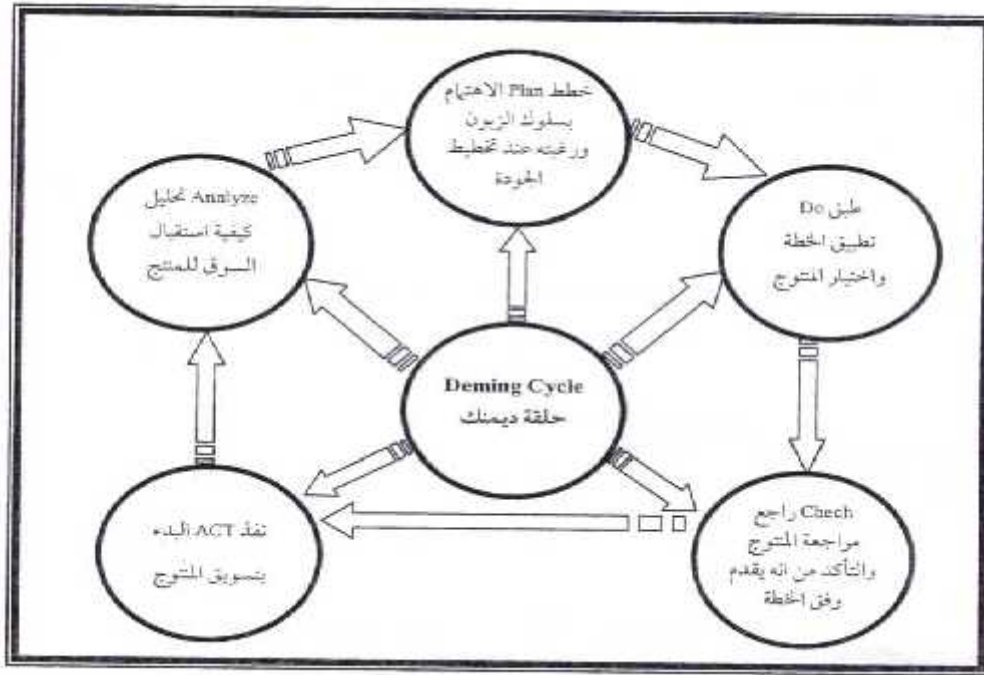 خطط Plan الاهتمام
بسلوك الزبون
ورغبته عند تخطيط
الجودة
طبق Do
تطبيق الخطة
واختيار المنتوج
Chech راجع
مراجعة المنتوج
والتأكد من انه يقدم
وفق الخطة
نفذ ACT البدء
بتسويق المنتوج
Analyze تحليل
كيفية استقبال
السوق للمنتج
Deming Cycle
حلقة ديمنك